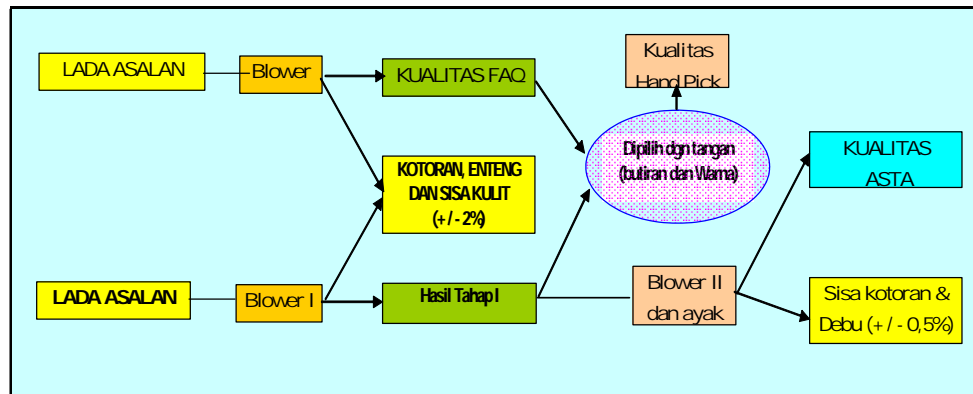 LADA ASALAN
Blower
KUALITAS FAQ
Kualitas
Hand Pick
KOTORAN, ENTENG
DAN SISA KULIT
(+/- 2%)
Dipilih dgn tangan
(butiran dan Warna)
KUALITAS
ASTA
LADA ASALAN
Blower I
Hasil Tahap I
Blower II
dan ayak
Sisa kotoran &
Debu (+/- 0,5%)